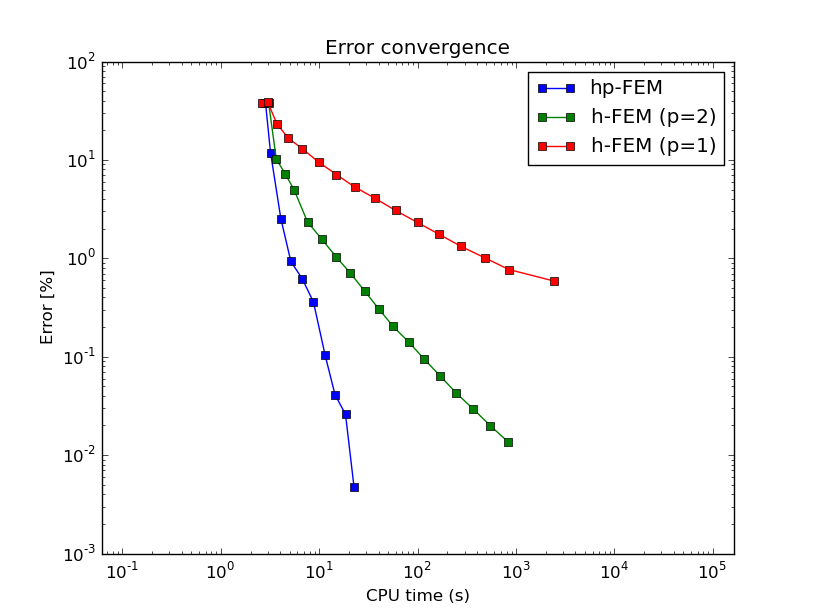 Error convergence
hp-FEM
h-FEM (p=2)
h-FEM (p=1)
Error [%]
10^2
10^1
10^0
10^-1
10^-2
10^-3
10^-1 10^0 10^1 10^2 10^3 10^4 10^5
CPU time (s)